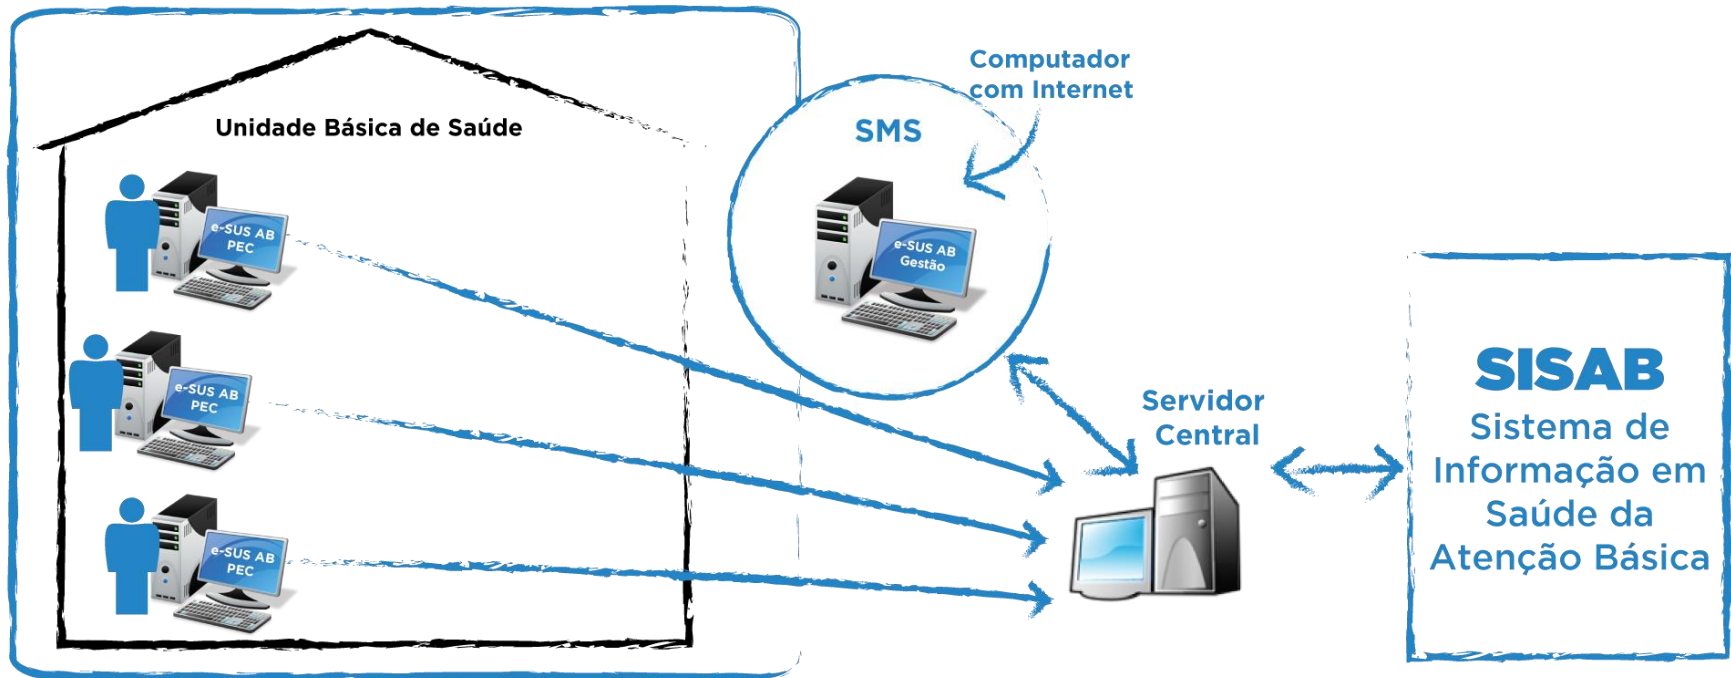 Unidade Básica de Saúde
e-SUS AB
PEC
e-SUS AB
PEC
e-SUS AB
PEC
Computador
com Internet
SMS
e-SUS AB
Gestão
Servidor
Central
SISAB
Sistema de
Informação em
Saúde da
Atenção Básica